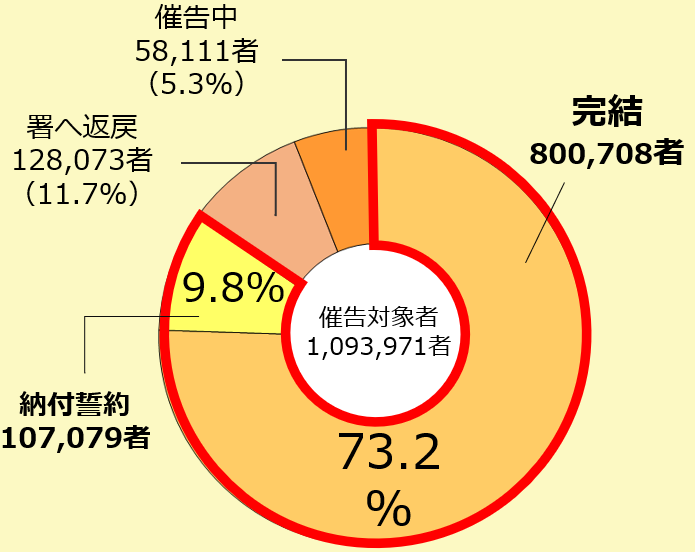 催告中
58,111者
（5.3%）
署へ返戻
128,073者
（11.7%）
完結
800,708者
9.8%
催告対象者
1,093,971者
納付誓約
107,079者
73.2
%